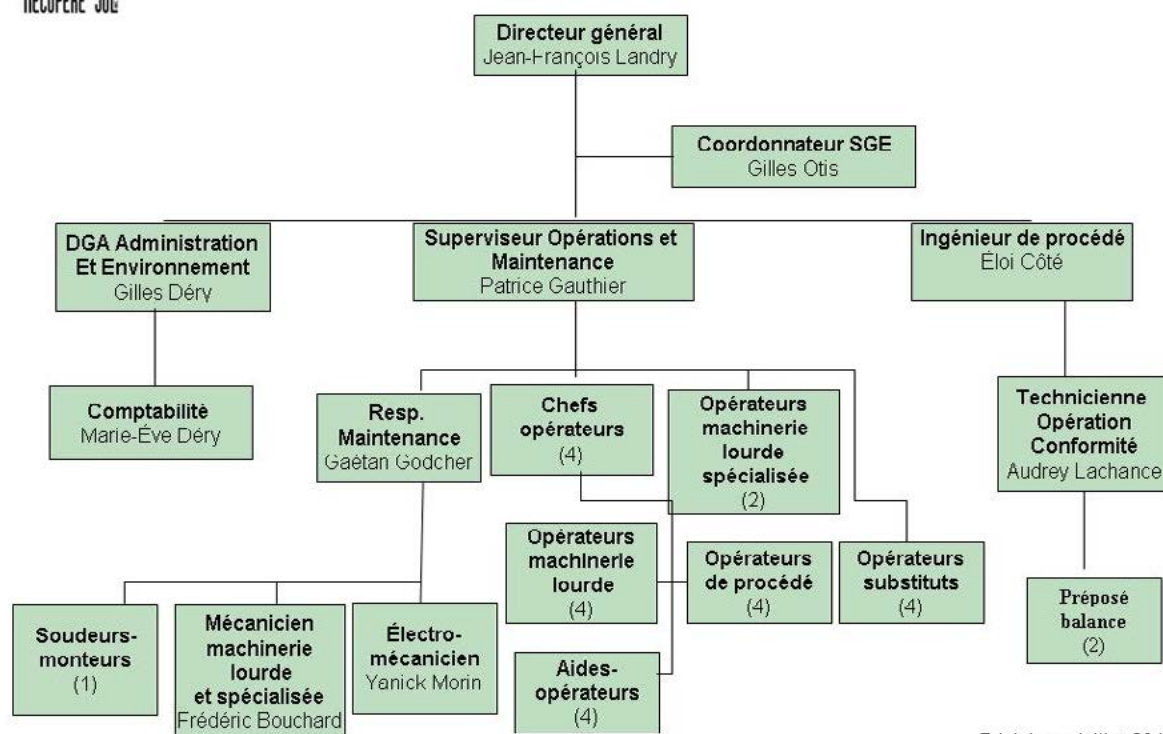 Directeur général
Jean-François Landry
Coordonnateur SGE
Gilles Otis
DGA Administration
Et Environnement
Gilles Déry
Superviseur Opérations et
Maintenance
Patrice Gauthier
Ingénieur de procédé
Éloi Côté
Comptabilité
Marie-Ève Déry
Resp.
Maintenance
Gaétan Godcher
Chefs
opérateurs
(4)
Opérateurs
machinerie
lourde
spécialisée
(2)
Technicienne
Opération
Conformité
Audrey Lachance
Opérateurs
machinerie
lourde
(4)
Opérateurs
de procédé
(4)
Opérateurs
substituts
(4)
Préposé
balance
(2)
Soudeurs-
monteurs
(1)
Mécanicien
machinerie
lourde
et spécialisée
Frédéric Bouchard
Électro-
mécanicien
Yanick Morin
Aides-
opérateurs
(4)